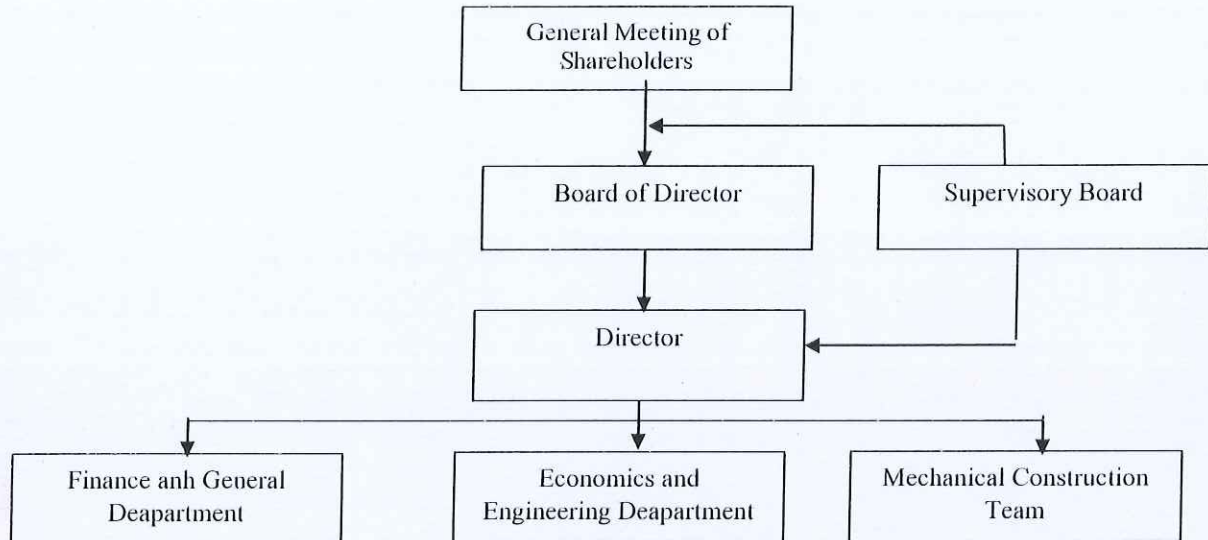 General Meeting of
Shareholders
Board of Director
Supervisory Board
Director
Finance anh General
Deapartment
Economics and
Engineering Deapartment
Mechanical Construction
Team